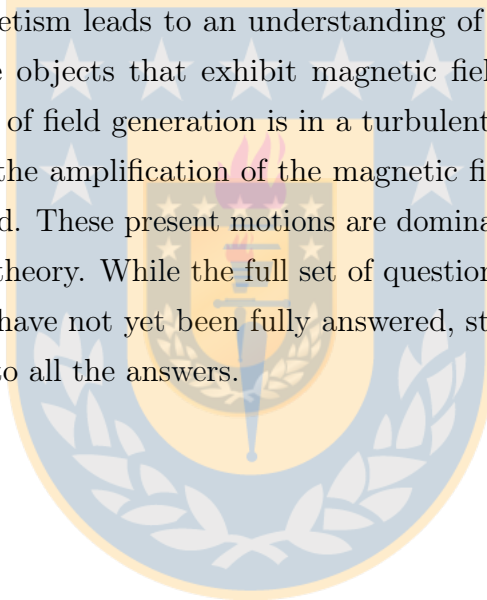 etism leads to an understanding of
objects that exhibit magnetic fiel
of field generation is in a turbulent
the amplification of the magnetic fi
d. These present motions are domina
theory. While the full set of question
have not yet been fully answered, st
o all the answers.